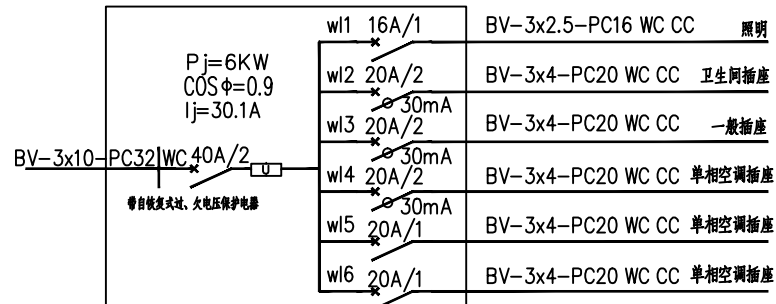 wl1 16A/1 BV-3x2.5-PC16 WC CC 照明
Pj=6KW
COSΦ=0.9
Ij=30.1A
wl2 20A/2 BV-3x4-PC20 WC CC 卫生间插座
30mA
wl3 20A/2 BV-3x4-PC20 WC CC 一般插座
30mA
BV-3x10-PC32 WC 40A/2 U
wl4 20A/2 BV-3x4-PC20 WC CC 单相空调插座
30mA
带自恢复式过、欠电压保护电器
wl5 20A/1 BV-3x4-PC20 WC CC 单相空调插座
wl6 20A/1 BV-3x4-PC20 WC CC 单相空调插座